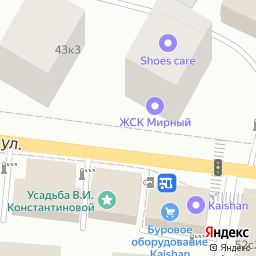 43к3
Shoes care
ЖСК Мирный
ул.
Усадьба В.И.
Константиновой
Kaishan
Буровое
оборудование
Kaishan
Яндекс